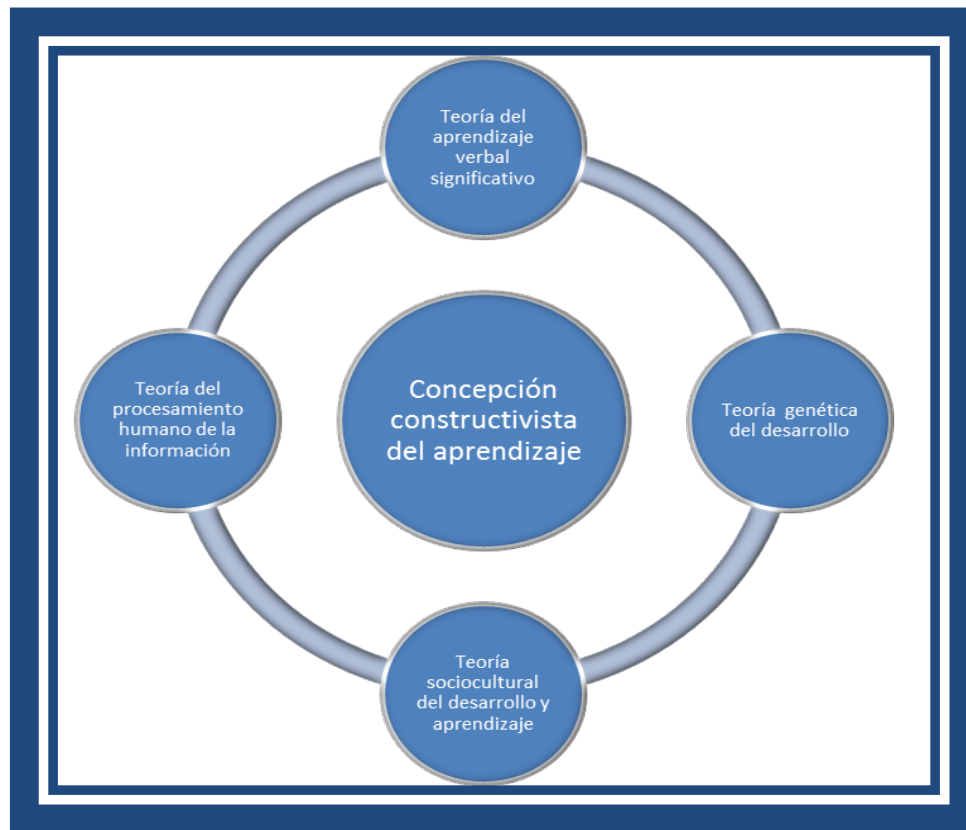 Teoría del
aprendizaje
verbal
significativo
Teoría del
procesamiento
humano de la
información
Concepción
constructivista
del aprendizaje
Teoría genética
del desarrollo
Teoría
sociocultural
del desarrollo y
aprendizaje